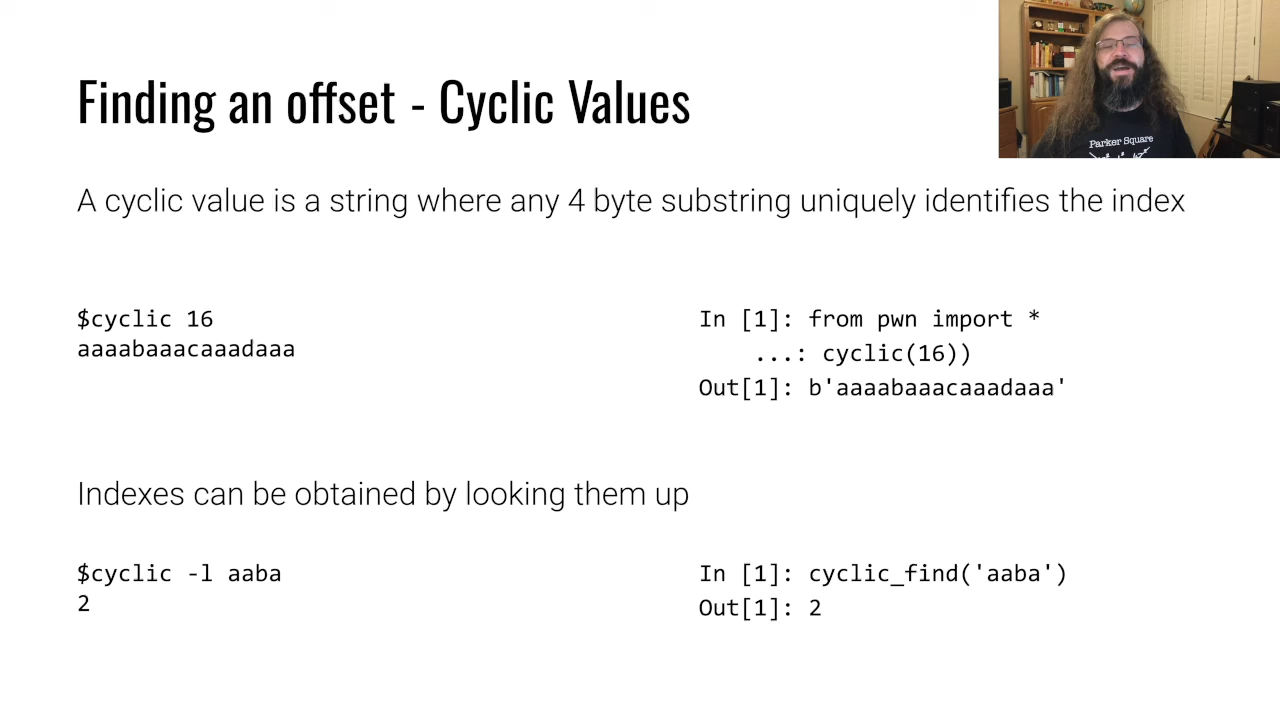 Finding an offset - Cyclic Values
Parker Square
A cyclic value is a string where any 4 byte substring uniquely identifies the index
$cyclic 16
aaaabaaacaaadaaa
In [1]: from pwn import *
...: cyclic(16))
Out[1]: b'aaaabaaacaaadaaa'
Indexes can be obtained by looking them up
$cyclic -l aaba
2
In [1]: cyclic_find('aaba')
Out[1]: 2